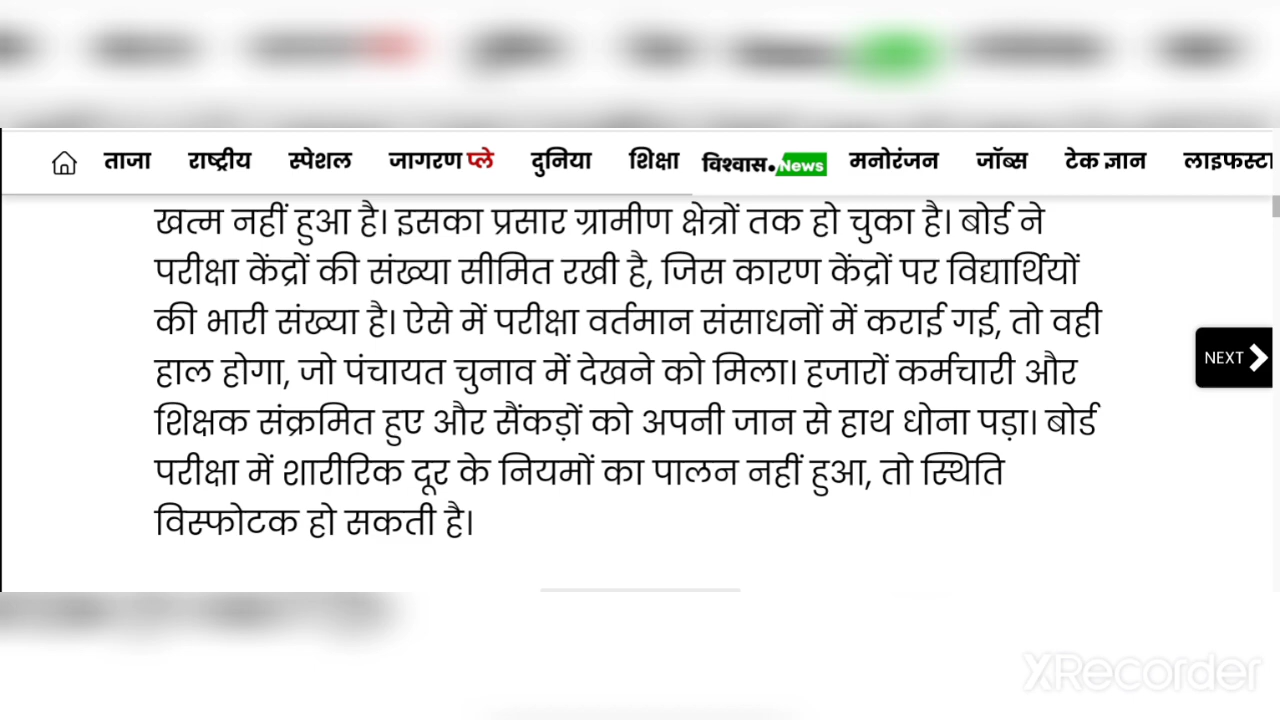 ताजा राष्ट्रीय स्पेशल जागरण प्ले दुनिया शिक्षा विश्वास.News मनोरंजन जॉब्स टेक ज्ञान लाइफस्टा
खत्म नहीं हुआ है। इसका प्रसार ग्रामीण क्षेत्रों तक हो चुका है। बोर्ड ने
परीक्षा केंद्रों की संख्या सीमित रखी है, जिस कारण केंद्रों पर विद्यार्थियों
की भारी संख्या है। ऐसे में परीक्षा वर्तमान संसाधनों में कराई गई, तो वही
हाल होगा, जो पंचायत चुनाव में देखने को मिला। हजारों कर्मचारी और
शिक्षक संक्रमित हुए और सैंकड़ों को अपनी जान से हाथ धोना पड़ा। बोर्ड
परीक्षा में शारीरिक दूर के नियमों का पालन नहीं हुआ, तो स्थिति
विस्फोटक हो सकती है।
NEXT
XRecorder